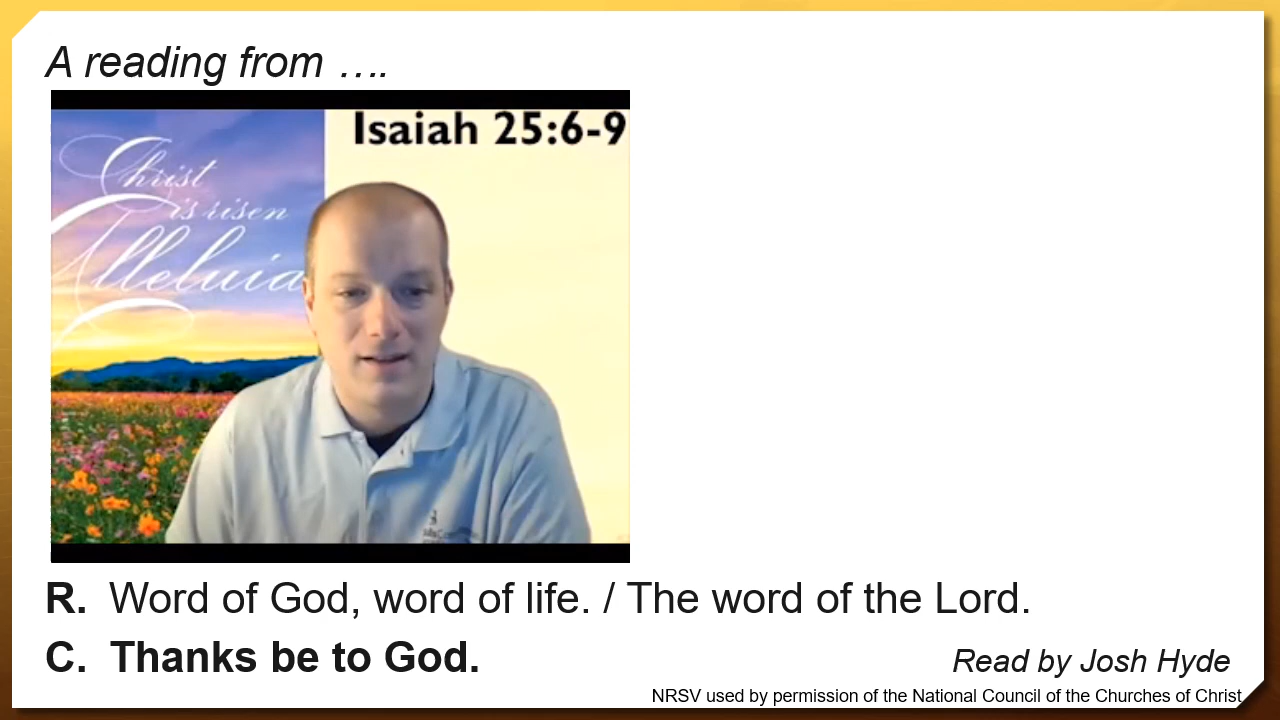 A reading from ….
Isaiah 25:6-9
Christ
is risen
Alleluia
R. Word of God, word of life. / The word of the Lord.
C. Thanks be to God.
Read by Josh Hyde
NRSV used by permission of the National Council of the Churches of Christ